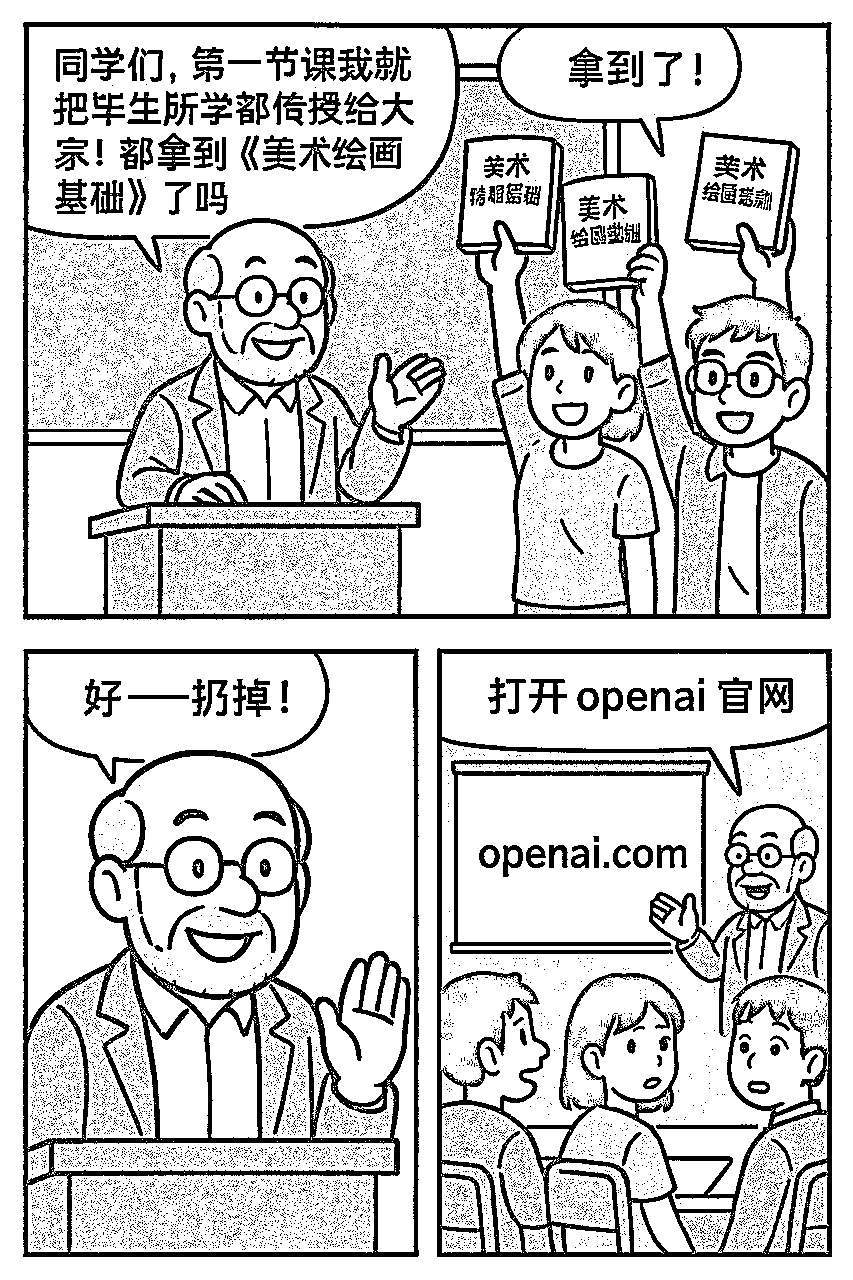 同学们，第一节课我就
把毕生所学都传授给大
家！都拿到《美术绘画
基础》了吗
拿到了！
美术
美术
美术
好——扔掉！
打开 openai 官网
openai.com